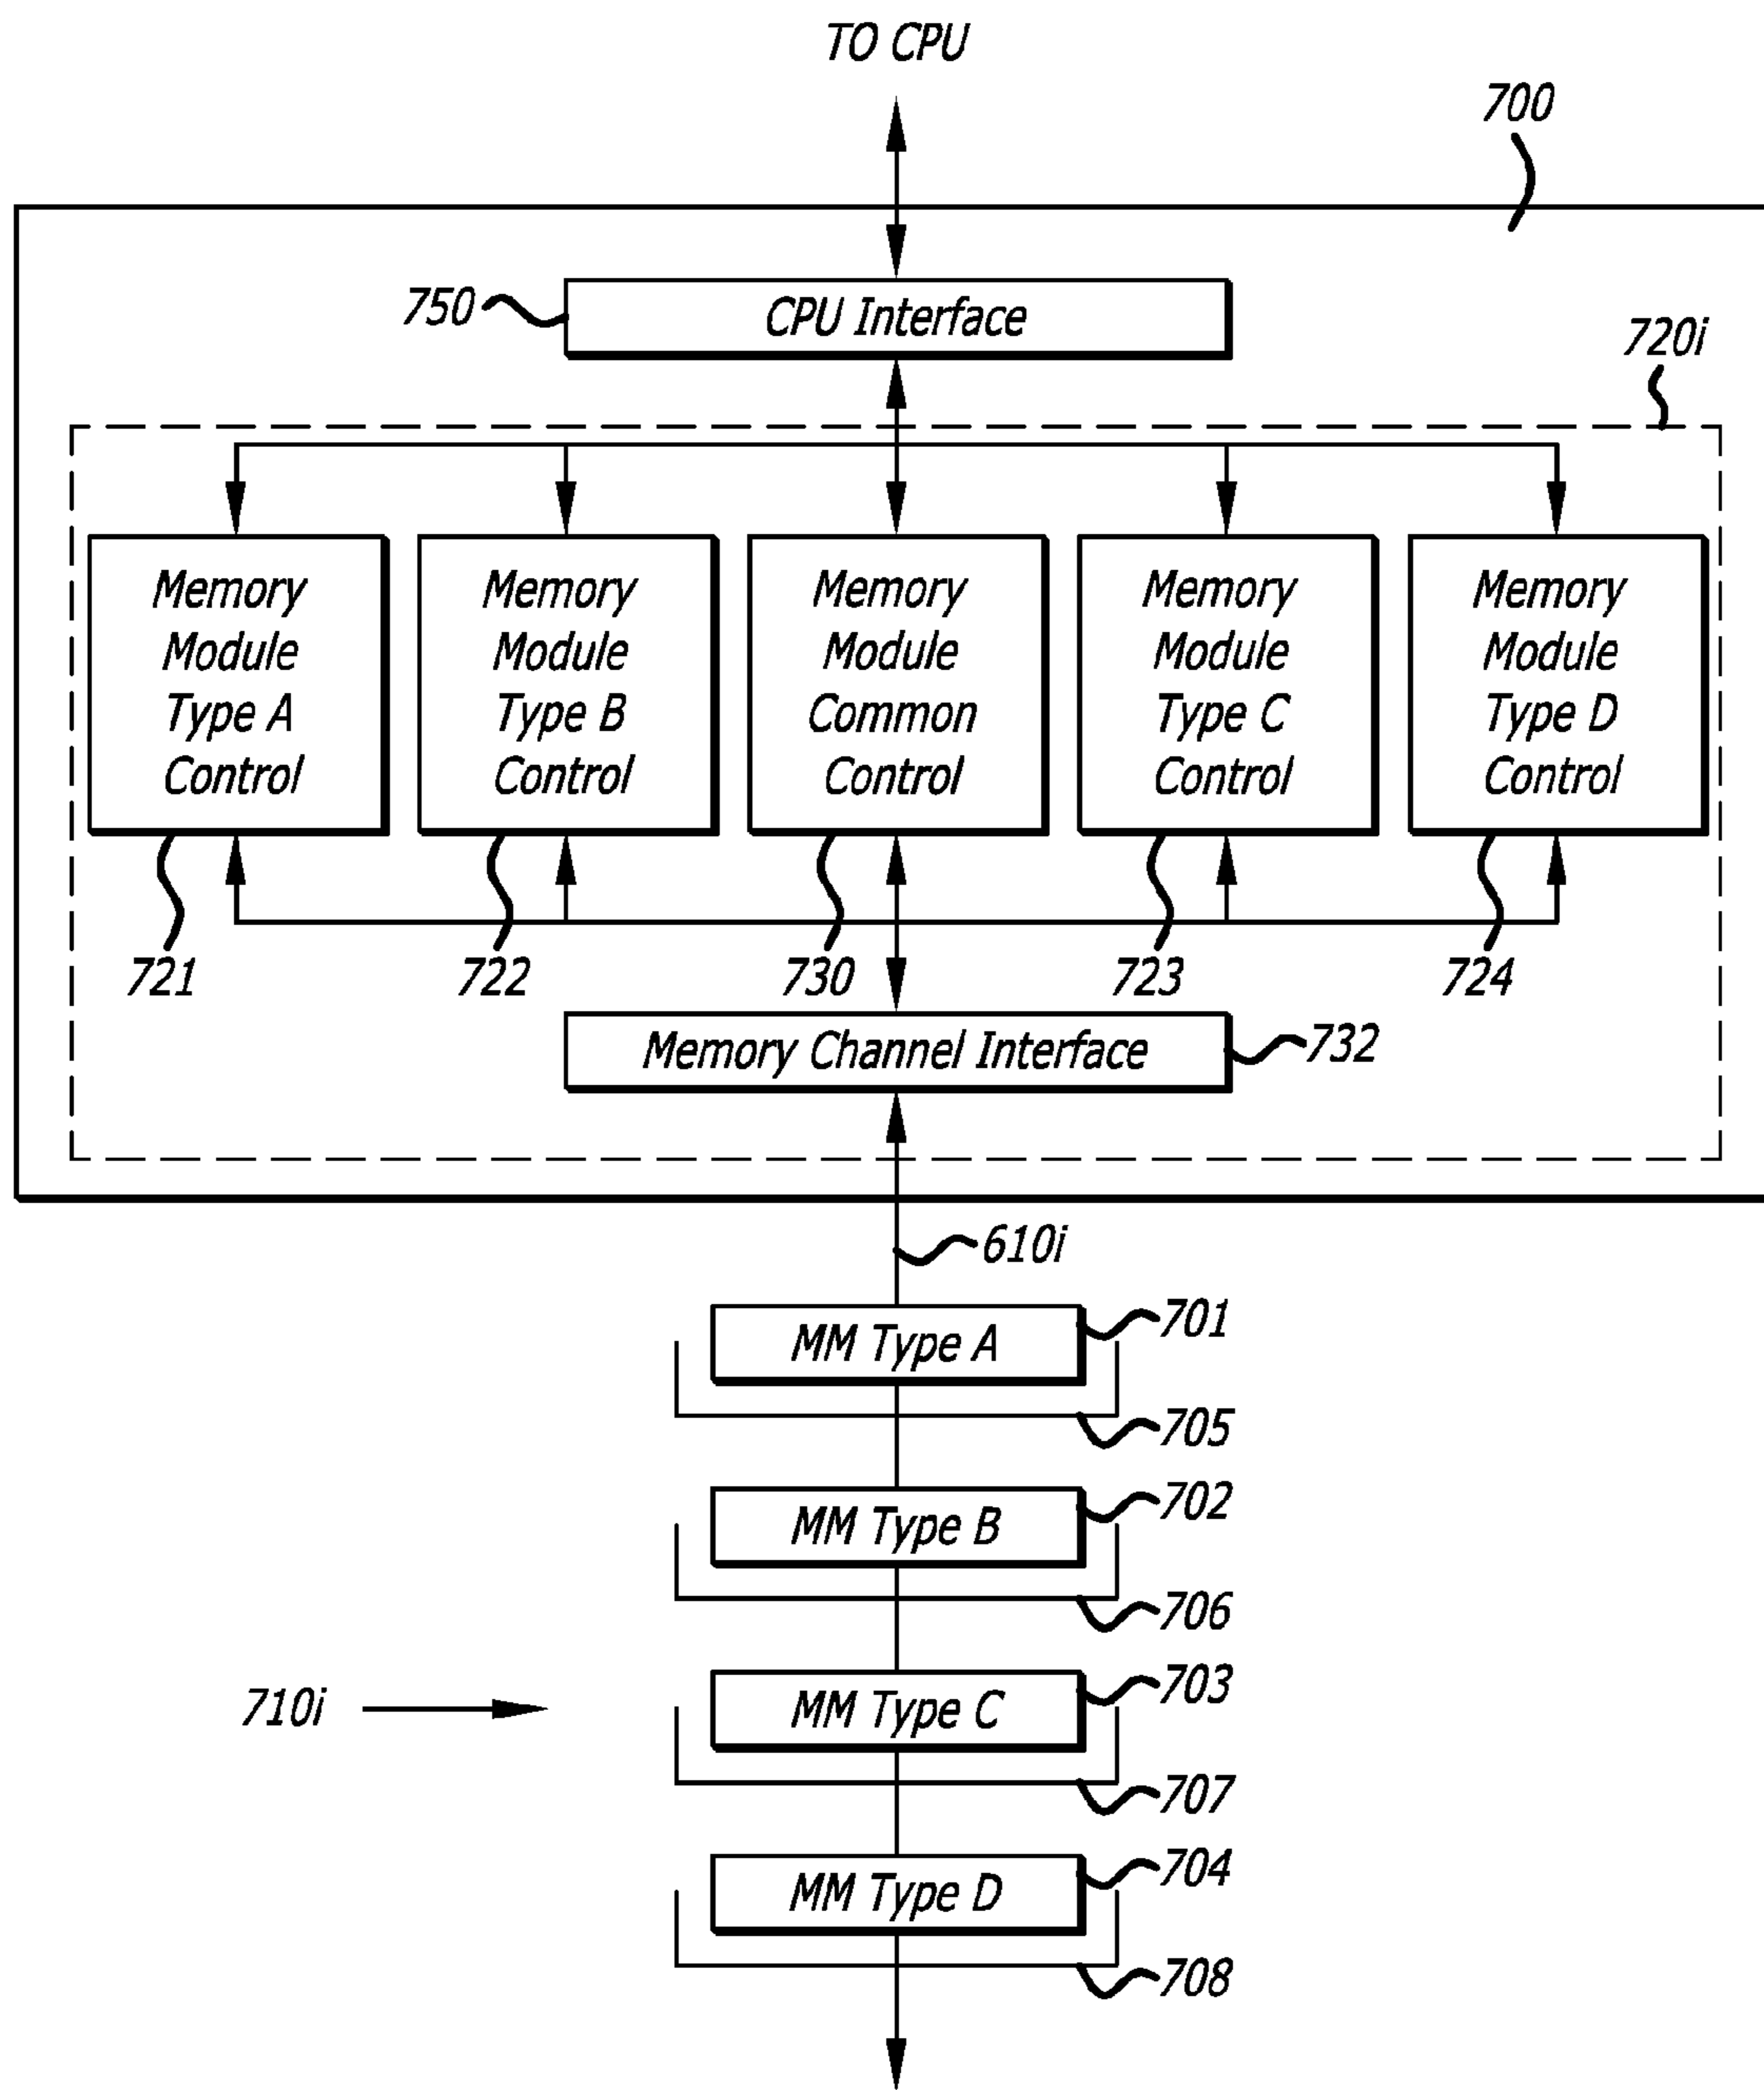 TO CPU
700
750
CPU Interface
720i
Memory
Module
Type A
Control
Memory
Module
Type B
Control
Memory
Module
Common
Control
Memory
Module
Type C
Control
Memory
Module
Type D
Control
721
722
730
723
724
Memory Channel Interface
732
610i
MM Type A
701
705
MM Type B
702
706
710i
MM Type C
703
707
MM Type D
704
708